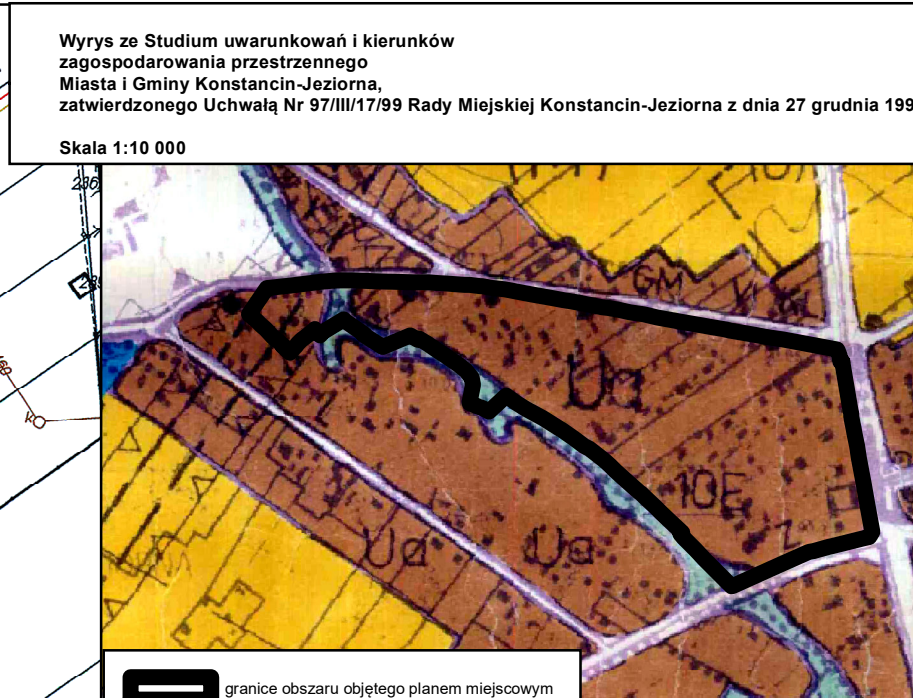 Wyrys ze Studium uwarunkowań i kierunków
zagospodarowania przestrzennego
Miasta i Gminy Konstancin-Jeziorna,
zatwierdzonego Uchwałą Nr 97/III/17/99 Rady Miejskiej Konstancin-Jeziorna z dnia 27 grudnia 199
Skala 1:10 000
236
GM
Ua
10E
Z
Ua
Ua
granice obszaru objętego planem miejscowym